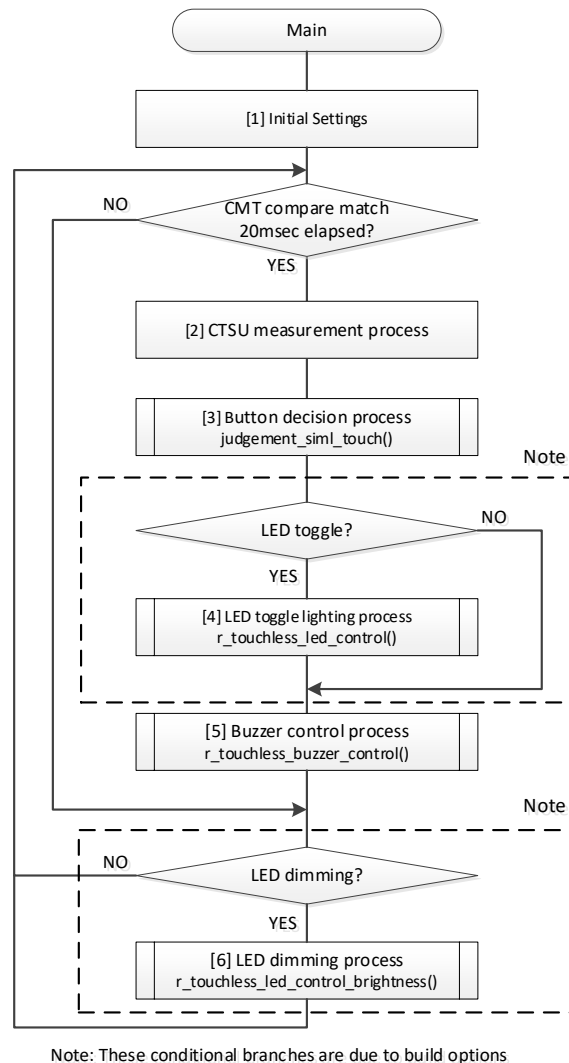 Main
[1] Initial Settings
NO
CMT compare match
20msec elapsed?
YES
[2] CTSU measurement process
[3] Button decision process
judgement_siml_touch()
Note
LED toggle?
NO
YES
[4] LED toggle lighting process
r_touchless_led_control()
[5] Buzzer control process
r_touchless_buzzer_control()
Note
NO
LED dimming?
YES
[6] LED dimming process
r_touchless_led_control_brightness()
Note: These conditional branches are due to build options